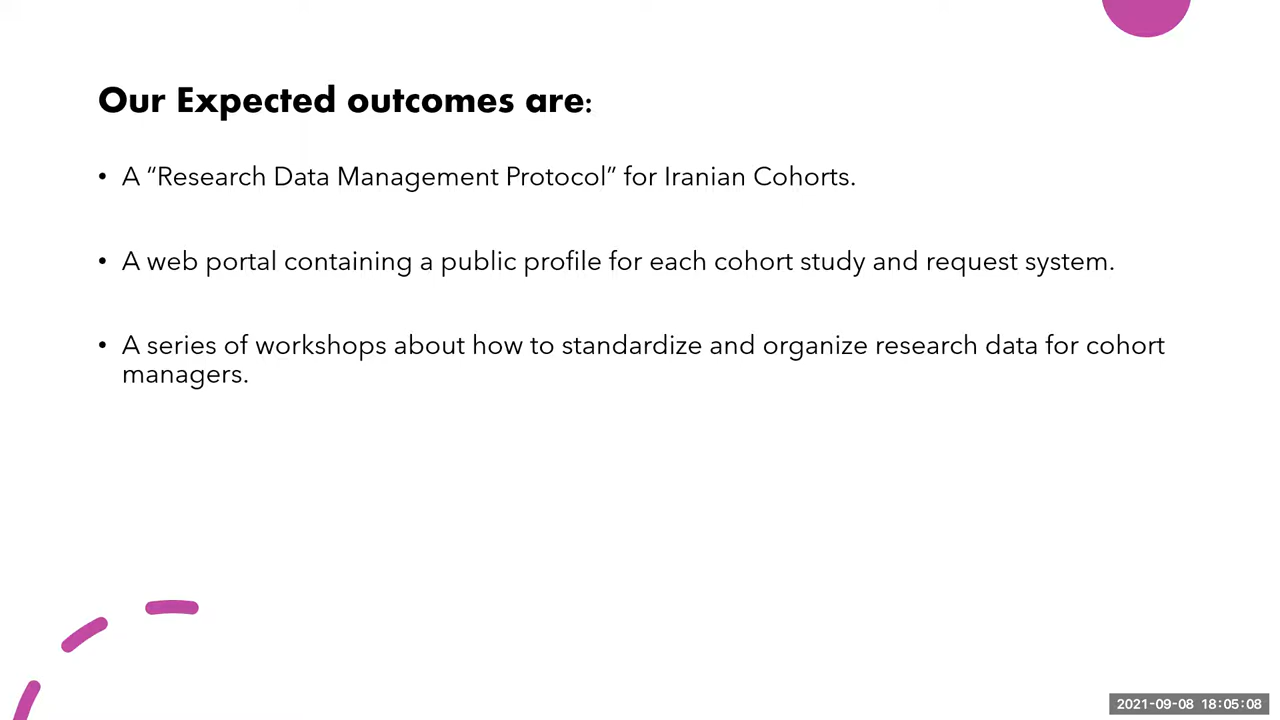 Our Expected outcomes are:
• A “Research Data Management Protocol” for Iranian Cohorts.
• A web portal containing a public profile for each cohort study and request system.
• A series of workshops about how to standardize and organize research data for cohort
managers.
2021-09-08 18:05:08